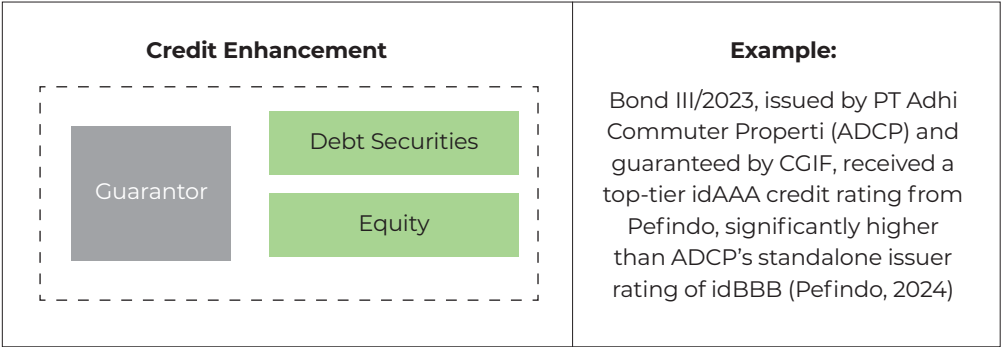 Credit Enhancement
Guarantor
Debt Securities
Equity
Example:
Bond III/2023, issued by PT Adhi
Commuter Properti (ADCP) and
guaranteed by CGIF, received a
top-tier idAAA credit rating from
Pefindo, significantly higher
than ADCP’s standalone issuer
rating of idBBB (Pefindo, 2024)